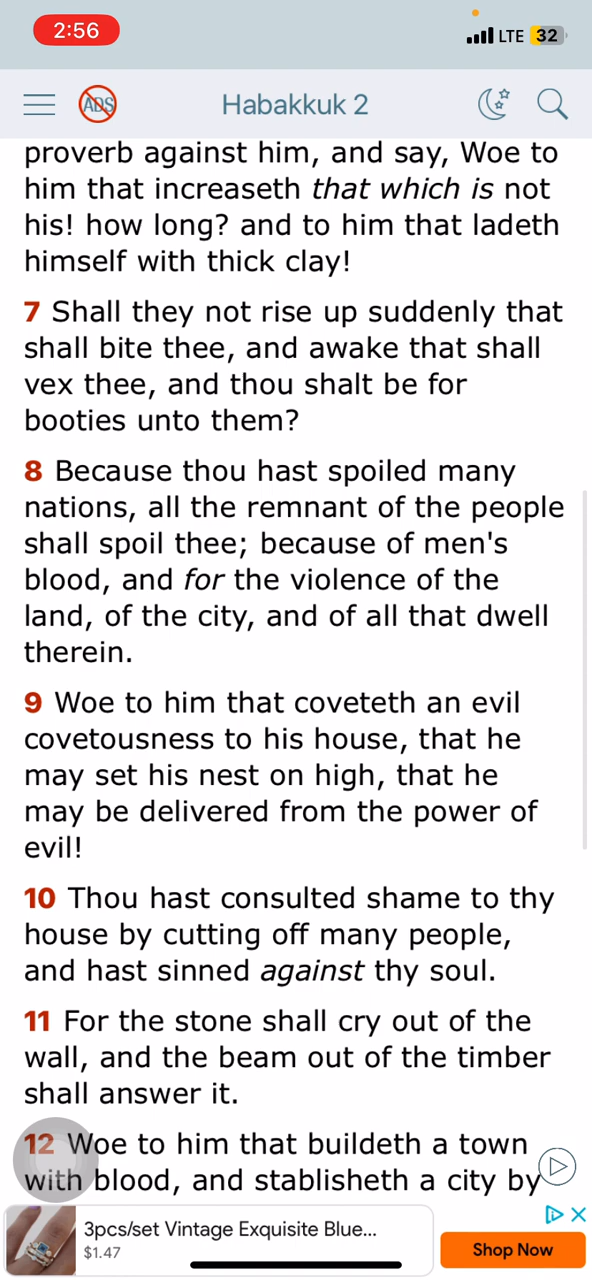 2:56
LTE 32
ADS
Habakkuk 2
proverb against him, and say, Woe to
him that increaseth that which is not
his! how long? and to him that ladeth
himself with thick clay!
7 Shall they not rise up suddenly that
shall bite thee, and awake that shall
vex thee, and thou shalt be for
booties unto them?
8 Because thou hast spoiled many
nations, all the remnant of the people
shall spoil thee; because of men's
blood, and for the violence of the
land, of the city, and of all that dwell
therein.
9 Woe to him that coveteth an evil
covetousness to his house, that he
may set his nest on high, that he
may be delivered from the power of
evil!
10 Thou hast consulted shame to thy
house by cutting off many people,
and hast sinned against thy soul.
11 For the stone shall cry out of the
wall, and the beam out of the timber
shall answer it.
12 Woe to him that buildeth a town
with blood, and stablisheth a city by
3pcs/set Vintage Exquisite Blue...
$1.47
Shop Now